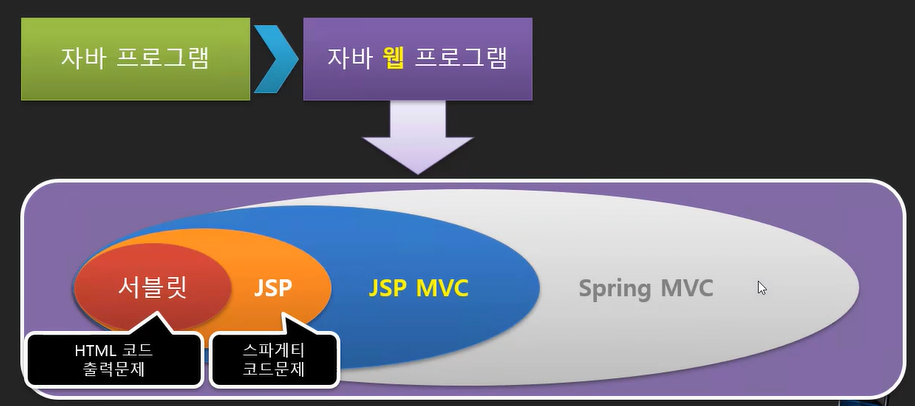 자바 프로그램
자바 웹 프로그램
서블릿
JSP
JSP MVC
Spring MVC
HTML 코드
출력문제
스파게티
코드문제